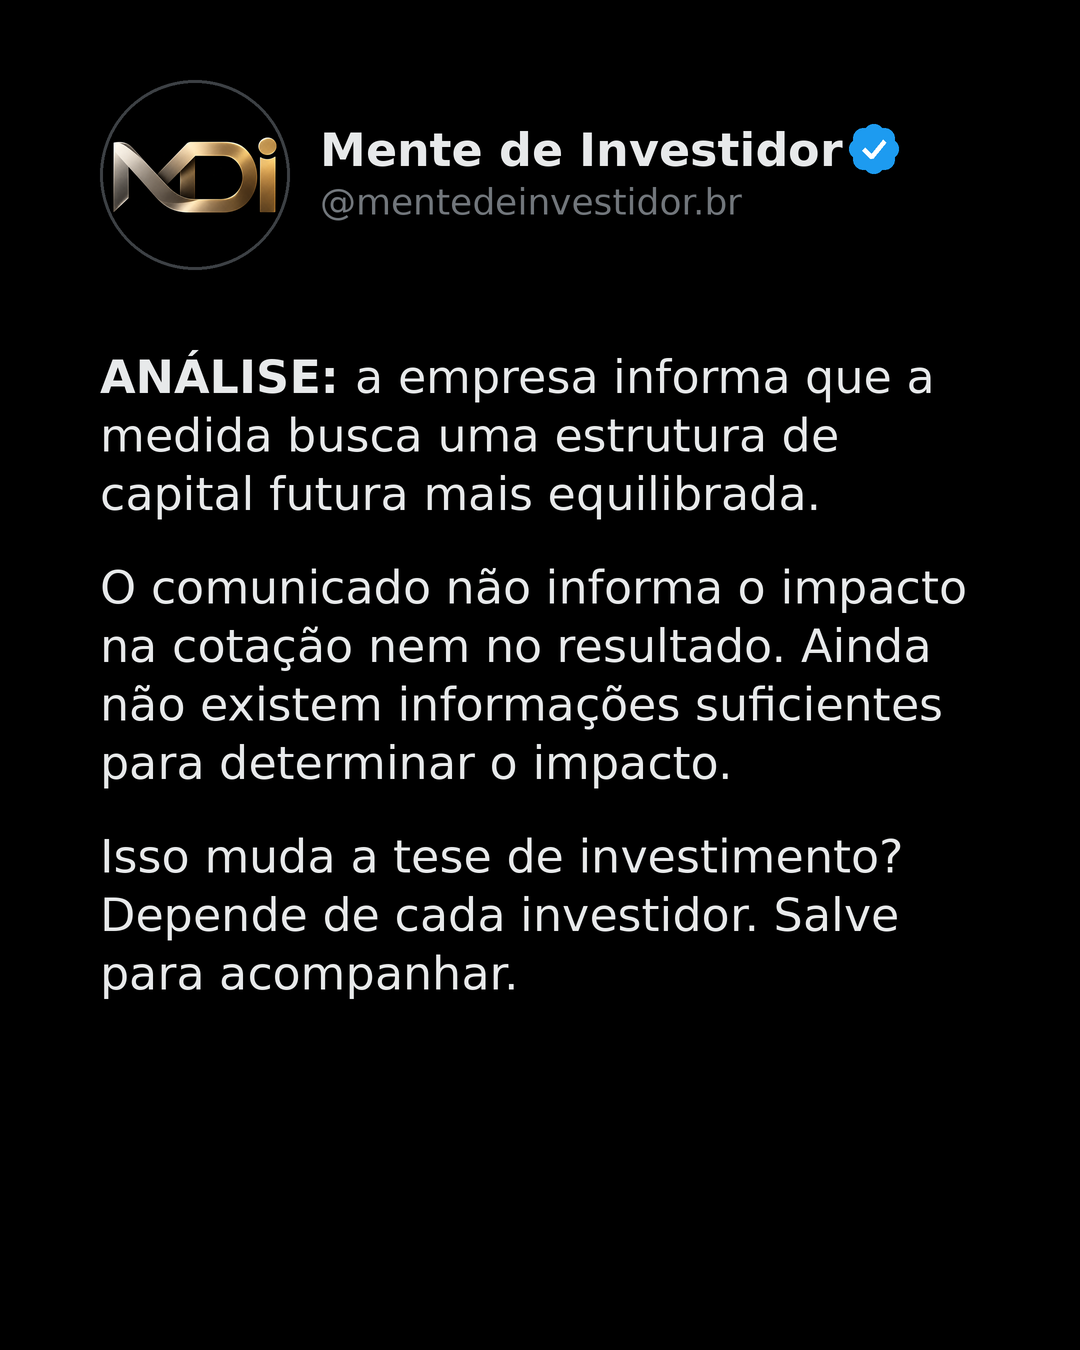 MDi
Mente de Investidor
@mentedeinvestidor.br
ANÁLISE: a empresa informa que a
medida busca uma estrutura de
capital futura mais equilibrada.
O comunicado não informa o impacto
na cotação nem no resultado. Ainda
não existem informações suficientes
para determinar o impacto.
Isso muda a tese de investimento?
Depende de cada investidor. Salve
para acompanhar.